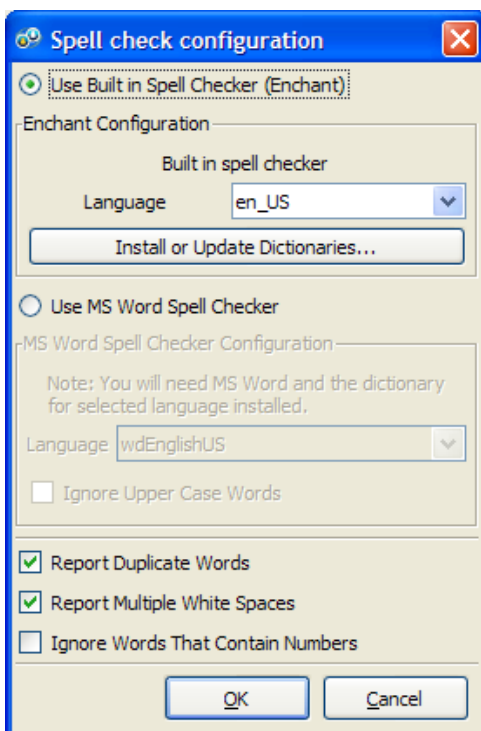 Spell check configuration
Use Built in Spell Checker (Enchant)
Enchant Configuration
Built in spell checker
Language en_US
Install or Update Dictionaries...
Use MS Word Spell Checker
MS Word Spell Checker Configuration
Note: You will need MS Word and the dictionary
for selected language installed.
Language wdEnglishUS
Ignore Upper Case Words
Report Duplicate Words
Report Multiple White Spaces
Ignore Words That Contain Numbers
OK Cancel